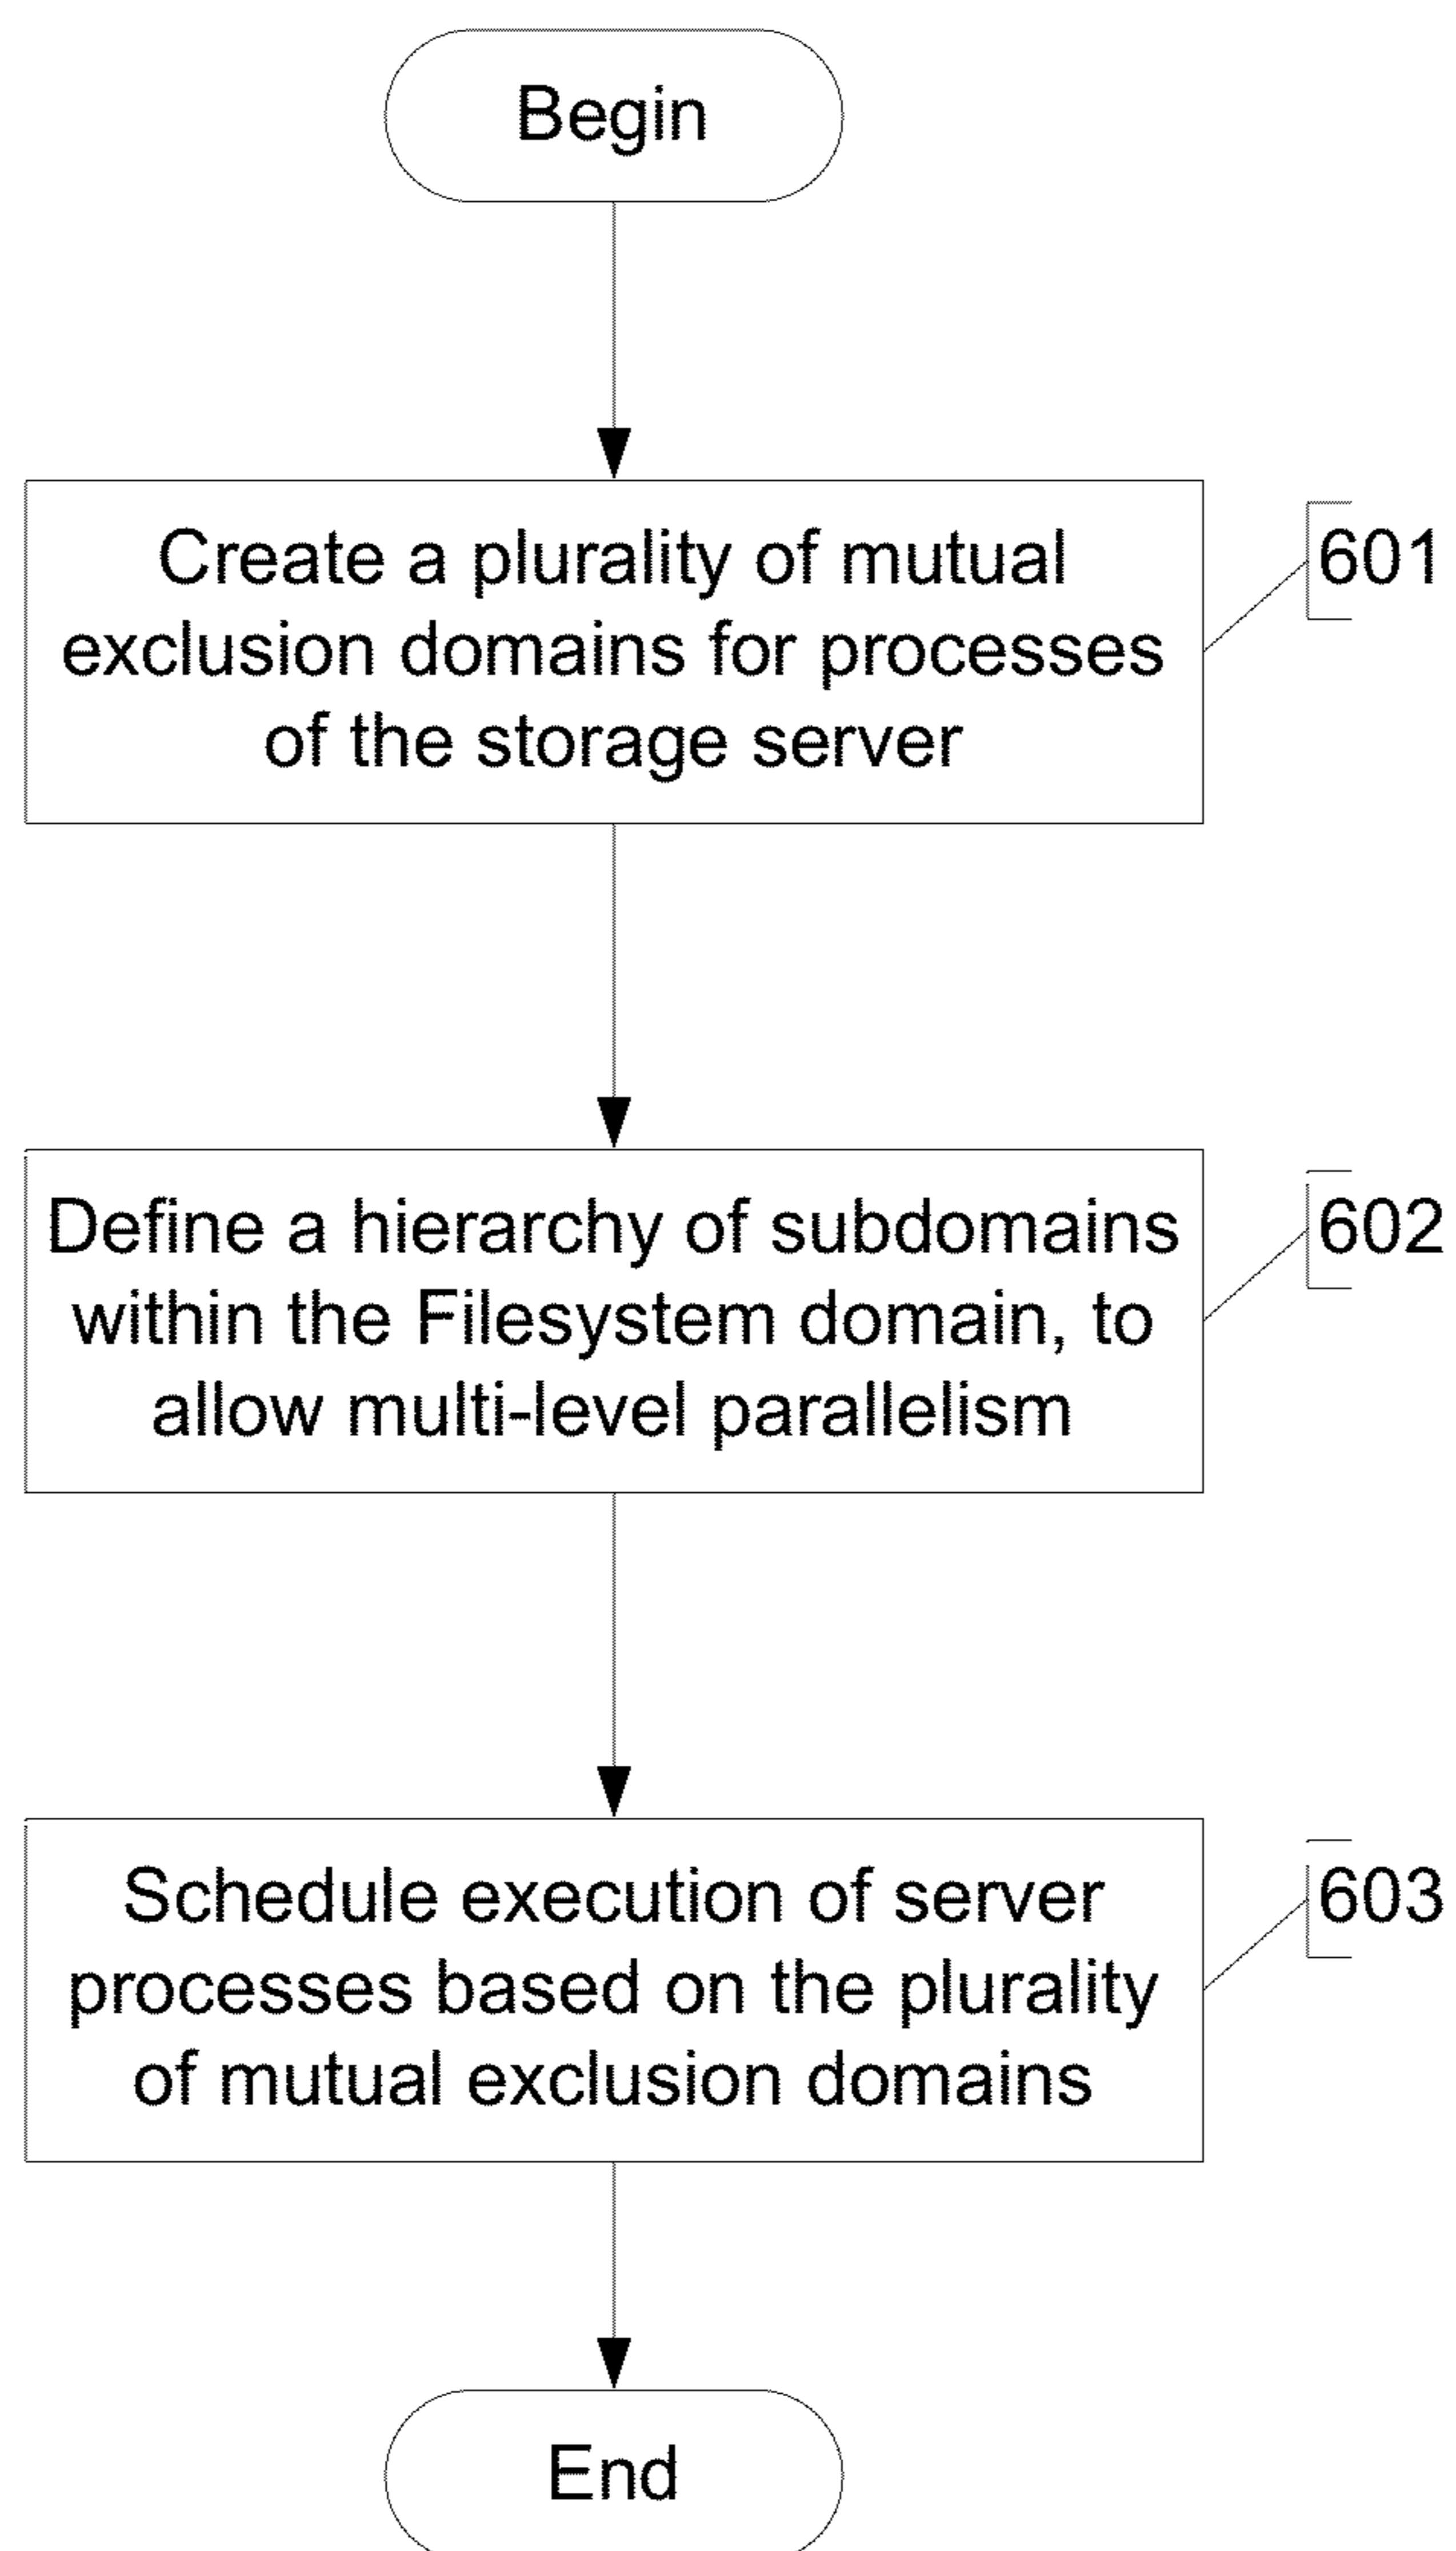 Begin
Create a plurality of mutual
exclusion domains for processes
of the storage server
601
Define a hierarchy of subdomains
within the Filesystem domain, to
allow multi-level parallelism
602
Schedule execution of server
processes based on the plurality
of mutual exclusion domains
603
End